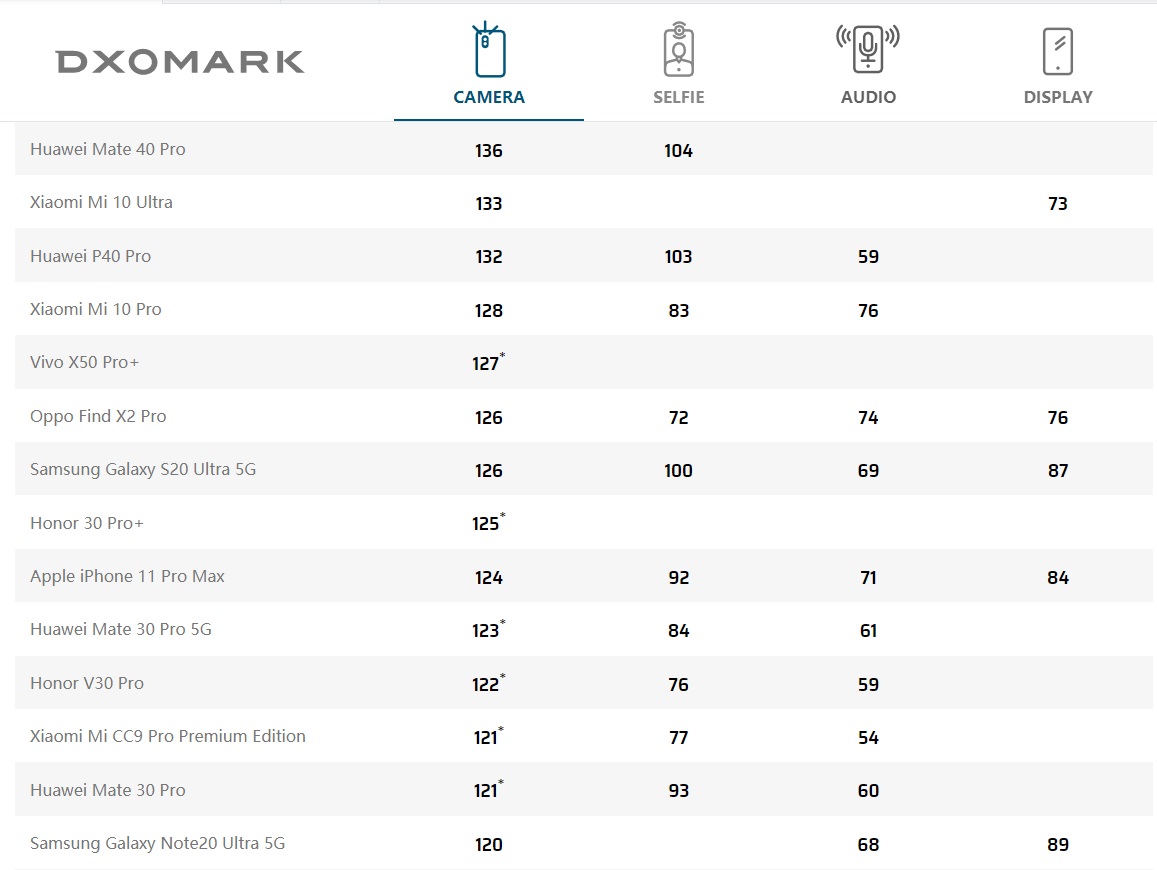 DXOMARK
CAMERA SELFIE AUDIO DISPLAY
Huawei Mate 40 Pro 136 104
Xiaomi Mi 10 Ultra 133 73
Huawei P40 Pro 132 103 59
Xiaomi Mi 10 Pro 128 83 76
Vivo X50 Pro+ 127*
Oppo Find X2 Pro 126 72 74 76
Samsung Galaxy S20 Ultra 5G 126 100 69 87
Honor 30 Pro+ 125*
Apple iPhone 11 Pro Max 124 92 71 84
Huawei Mate 30 Pro 5G 123* 84 61
Honor V30 Pro 122* 76 59
Xiaomi Mi CC9 Pro Premium Edition 121* 77 54
Huawei Mate 30 Pro 121* 93 60
Samsung Galaxy Note20 Ultra 5G 120 68 89